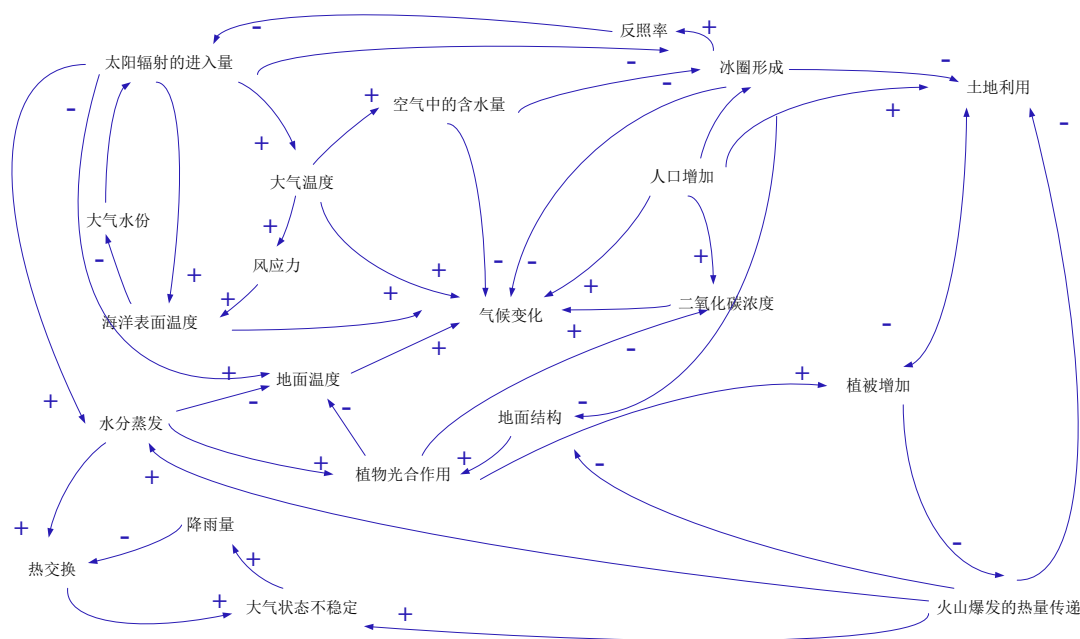 反照率
太阳辐射的进入量
冰圈形成
土地利用
空气中的含水量
大气温度
人口增加
大气水份
风应力
二氧化碳浓度
气候变化
海洋表面温度
地面温度
植被增加
水分蒸发
地面结构
植物光合作用
降雨量
热交换
大气状态不稳定
火山爆发的热量传递